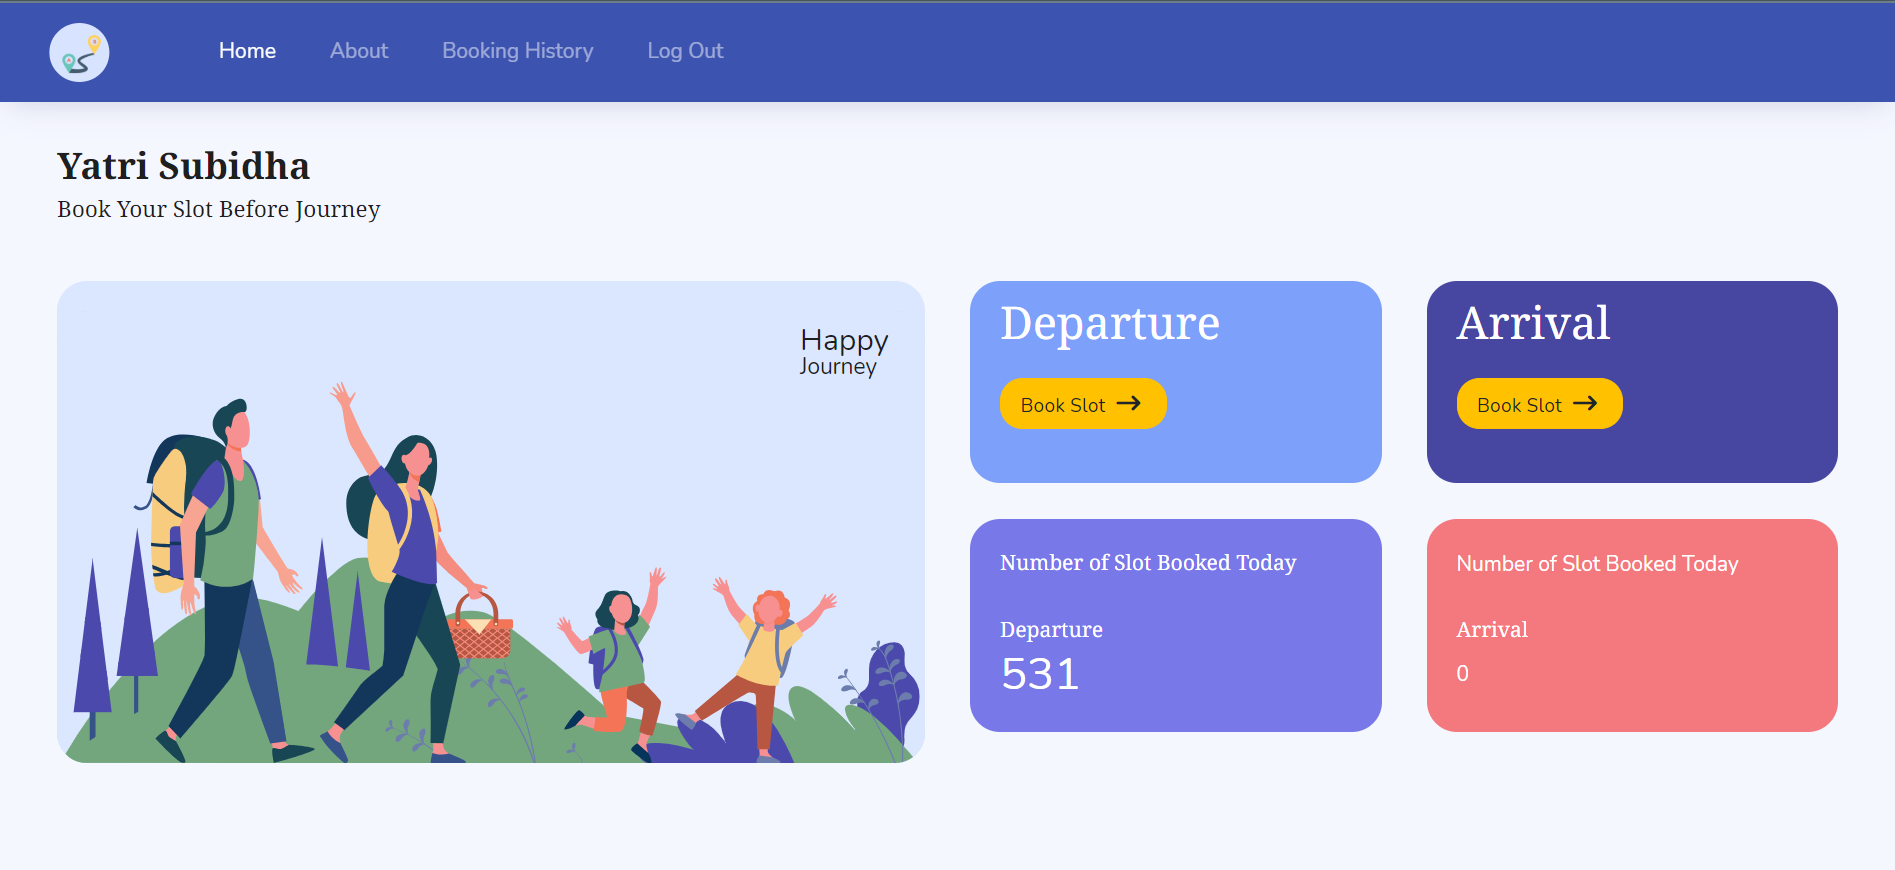 Home About Booking History Log Out
Yatri Subidha
Book Your Slot Before Journey
Happy
Journey
Departure
Book Slot
Arrival
Book Slot
Number of Slot Booked Today
Departure
531
Number of Slot Booked Today
Arrival
0